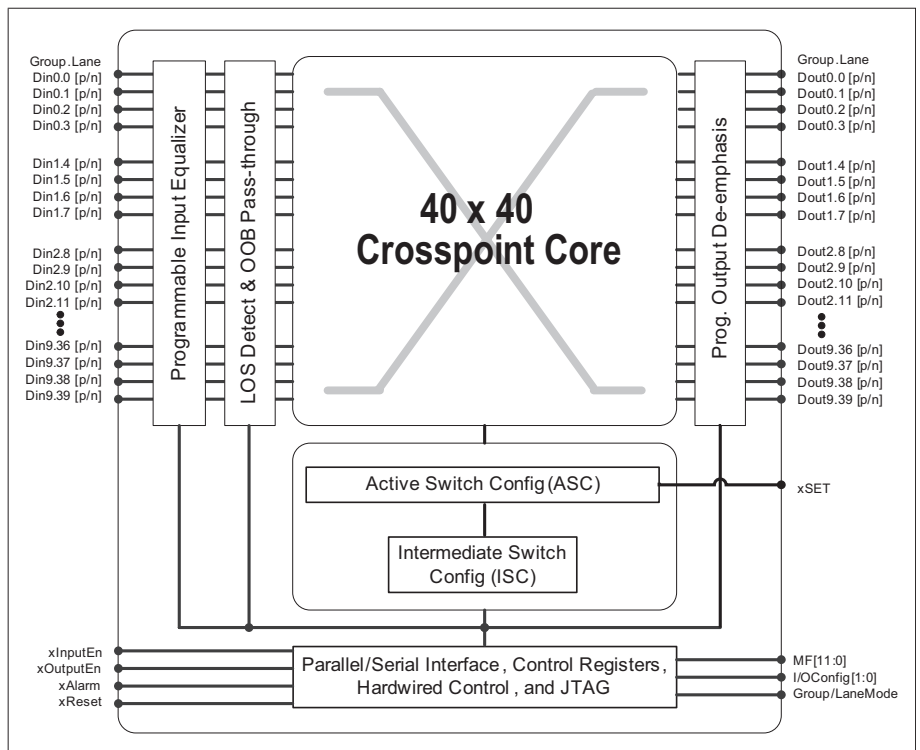 Group.Lane
Din0.0 [p/n]
Din0.1 [p/n]
Din0.2 [p/n]
Din0.3 [p/n]
Din1.4 [p/n]
Din1.5 [p/n]
Din1.6 [p/n]
Din1.7 [p/n]
Din2.8 [p/n]
Din2.9 [p/n]
Din2.10 [p/n]
Din2.11 [p/n]
Din9.36 [p/n]
Din9.37 [p/n]
Din9.38 [p/n]
Din9.39 [p/n]
Programmable Input Equalizer
LOS Detect & OOB Pass-through
40 x 40
Crosspoint Core
Prog. Output De-emphasis
Group.Lane
Dout0.0 [p/n]
Dout0.1 [p/n]
Dout0.2 [p/n]
Dout0.3 [p/n]
Dout1.4 [p/n]
Dout1.5 [p/n]
Dout1.6 [p/n]
Dout1.7 [p/n]
Dout2.8 [p/n]
Dout2.9 [p/n]
Dout2.10 [p/n]
Dout2.11 [p/n]
Dout9.36 [p/n]
Dout9.37 [p/n]
Dout9.38 [p/n]
Dout9.39 [p/n]
Active Switch Config (ASC)
xSET
Intermediate Switch
Config (ISC)
xInputEn
xOutputEn
xAlarm
xReset
Parallel/Serial Interface, Control Registers,
Hardwired Control, and JTAG
MF[11:0]
I/OConfig[1:0]
Group/LaneMode